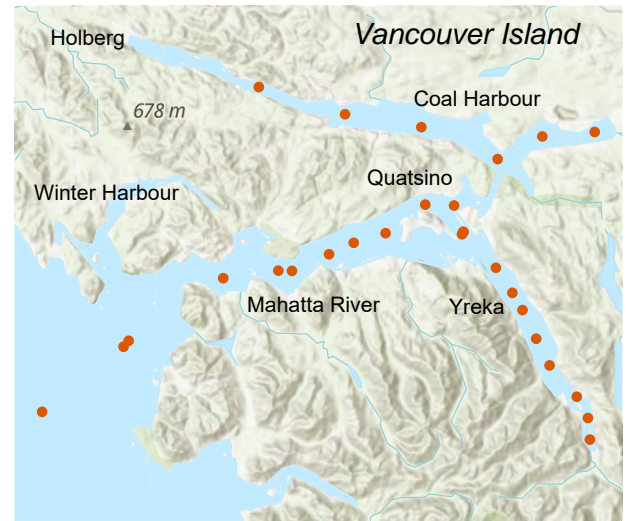 Holberg
Vancouver Island
Coal Harbour
678 m
Quatsino
Winter Harbour
Mahatta River
Yreka